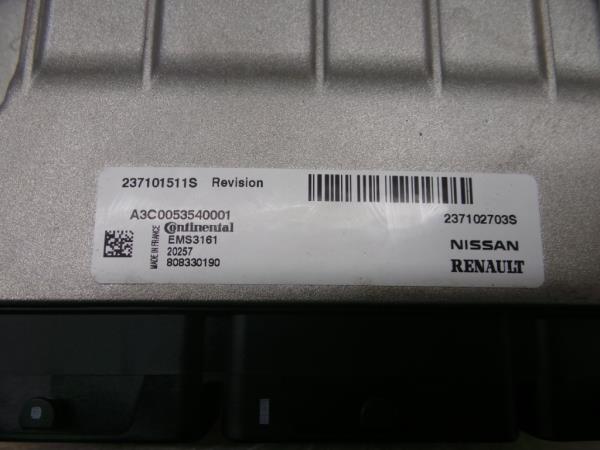 237101511S Revision
A3C0053540001
237102703S
Continental
MADE IN FRANCE
EMS3161
20257
808330190
NISSAN
RENAULT